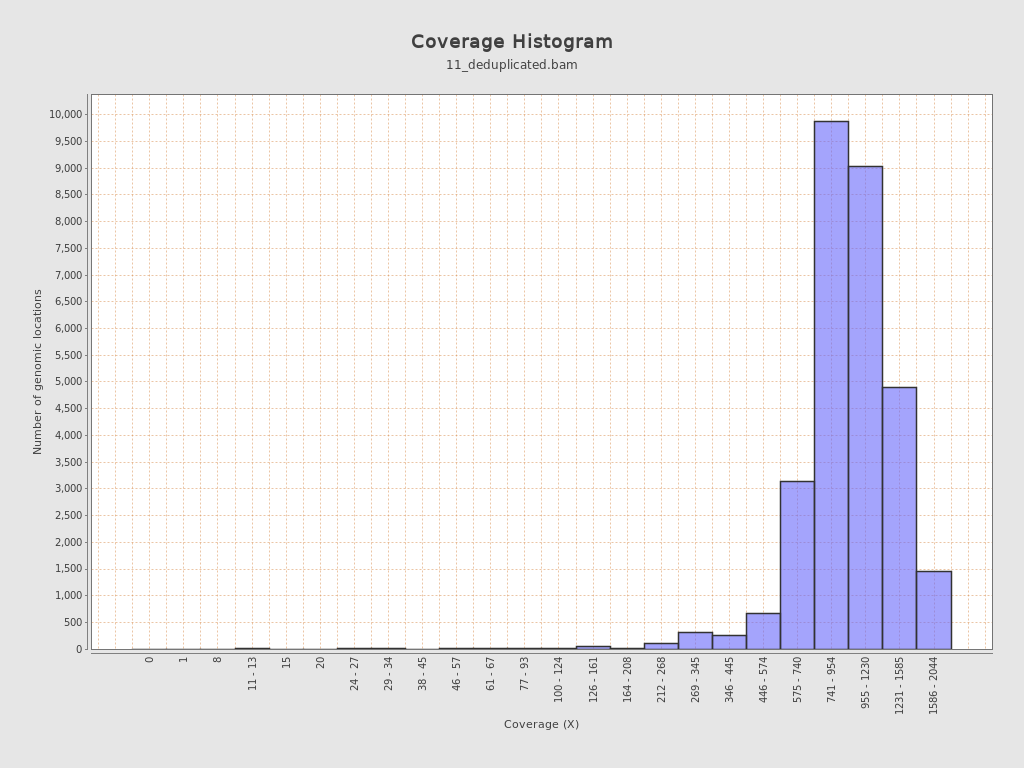 Coverage Histogram
11_deduplicated.bam
Number of genomic locations
10,000
9,500
9,000
8,500
8,000
7,500
7,000
6,500
6,000
5,500
5,000
4,500
4,000
3,500
3,000
2,500
2,000
1,500
1,000
500
0
0
1
8
11 - 13
15
20
24 - 27
29 - 34
38 - 45
46 - 57
61 - 67
77 - 93
100 - 124
126 - 161
164 - 208
212 - 268
269 - 345
346 - 445
446 - 574
575 - 740
741 - 954
955 - 1230
1231 - 1585
1586 - 2044
Coverage (X)